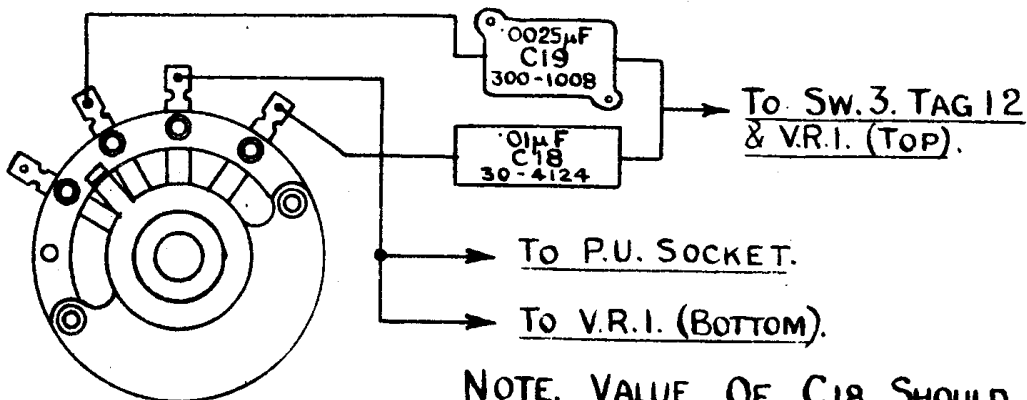 .0025µF
C19
300-1008
.01µF
C18
30-4124
To Sw.3. TAG 12
& V.R.1. (TOP).
To P.U. SOCKET.
To V.R.1. (BOTTOM).
NOTE. VALUE OF C18 SHOULD